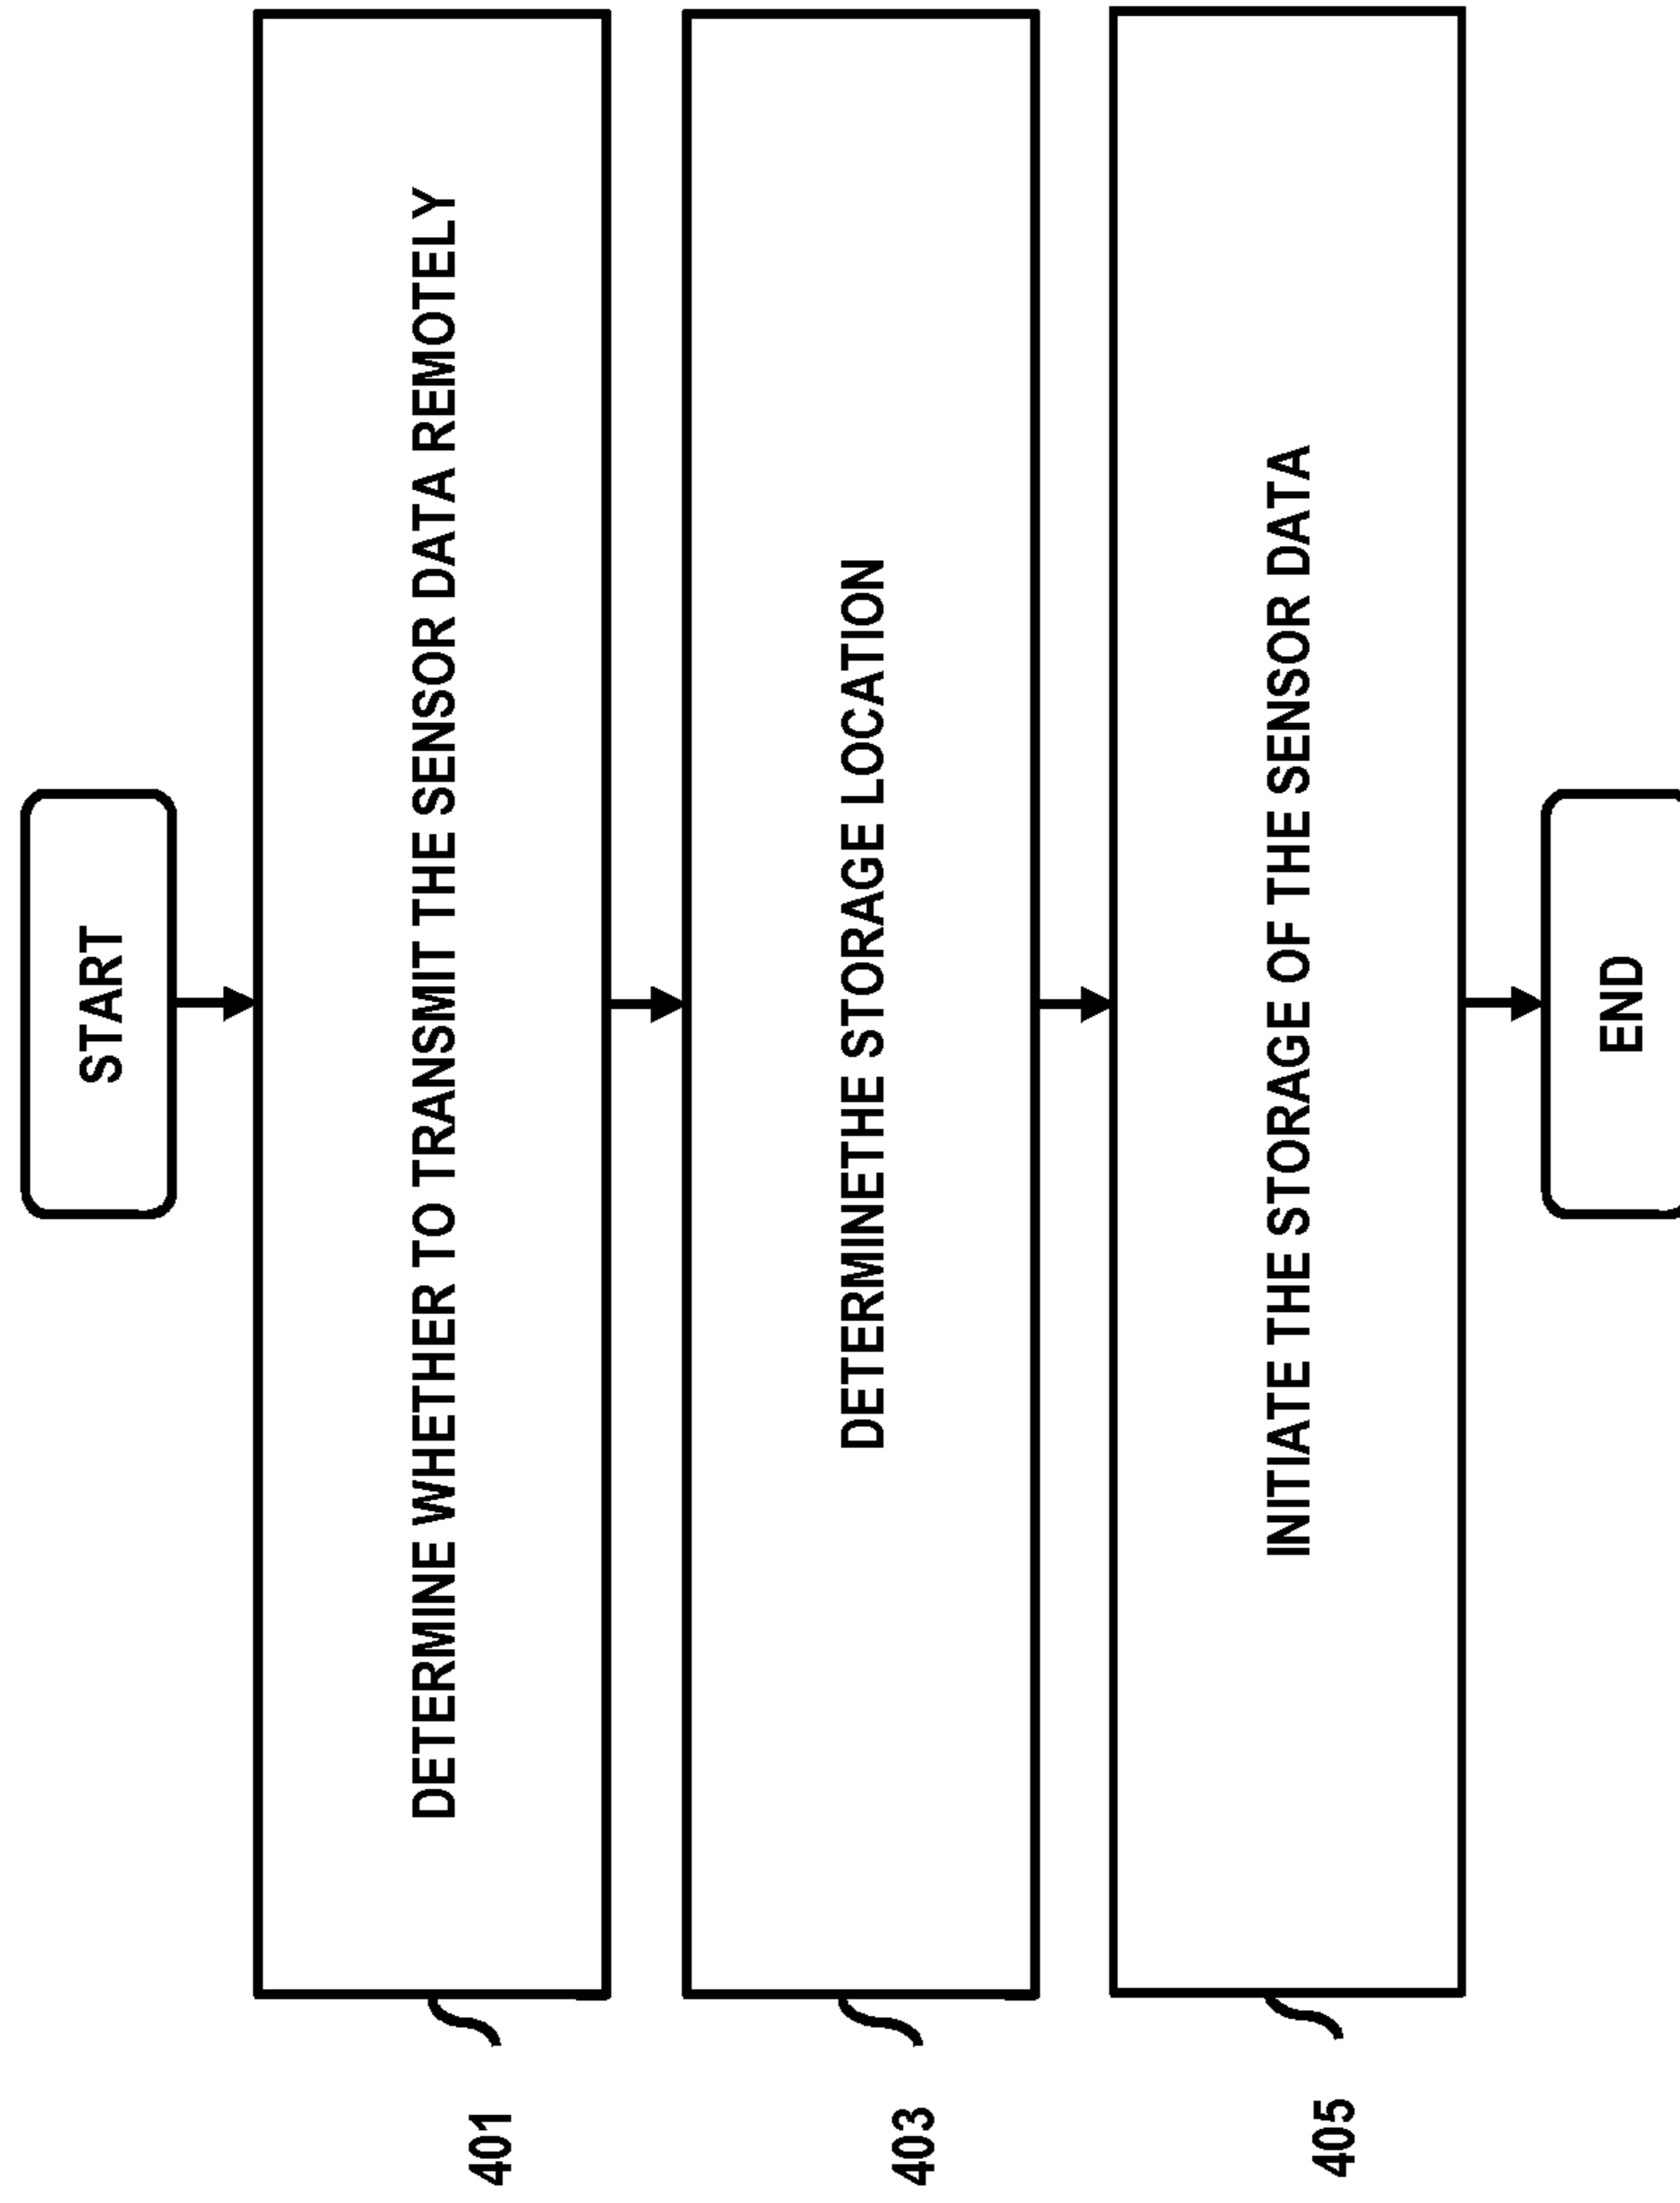 START
DETERMINE WHETHER TO TRANSMIT THE SENSOR DATA REMOTELY
401
DETERMINETHE STORAGE LOCATION
403
INITIATE THE STORAGE OF THE SENSOR DATA
405
END